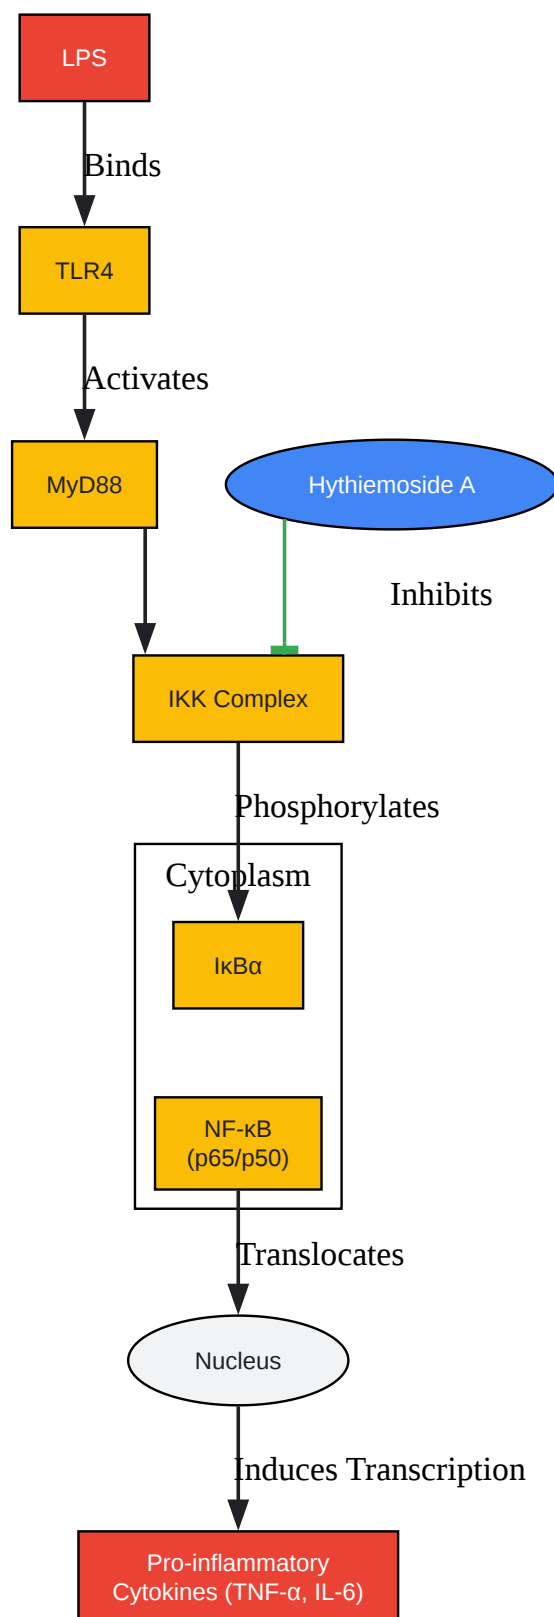 LPS
Binds
TLR4
Activates
MyD88
Hythiemoside A
Inhibits
IKK Complex
Phosphorylates
Cytoplasm
IκBα
NF-κB
(p65/p50)
Translocates
Nucleus
Induces Transcription
Pro-inflammatory
Cytokines (TNF-α, IL-6)